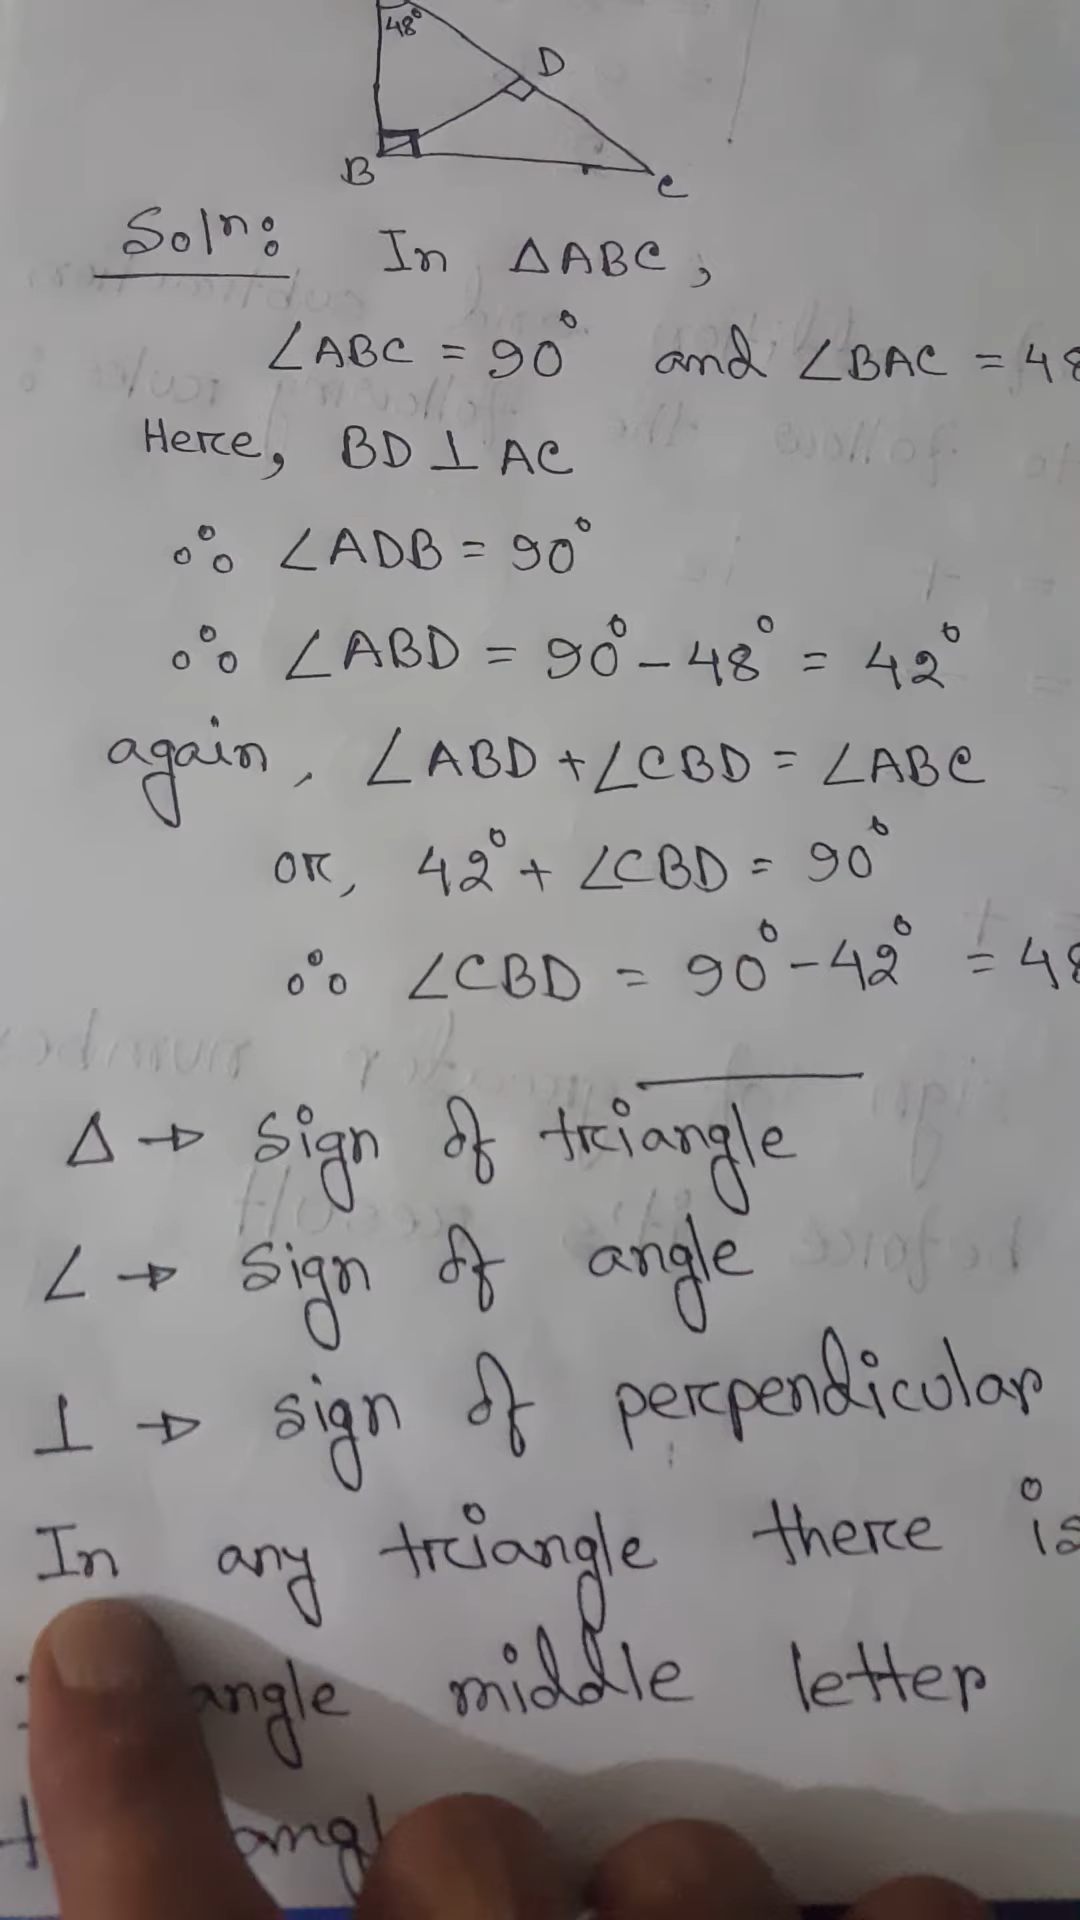 48°
D
B
C
Soln:
In ΔABC,
∠ABC = 90° and ∠BAC = 48
Here, BD ⊥ AC
∴ ∠ADB = 90°
∴ ∠ABD = 90° - 48° = 42°
again, ∠ABD + ∠CBD = ∠ABC
or, 42° + ∠CBD = 90°
∴ ∠CBD = 90° - 42° = 48
Δ → sign of triangle
∠ → sign of angle
⊥ → sign of perpendicular
In any triangle there is
angle middle letter